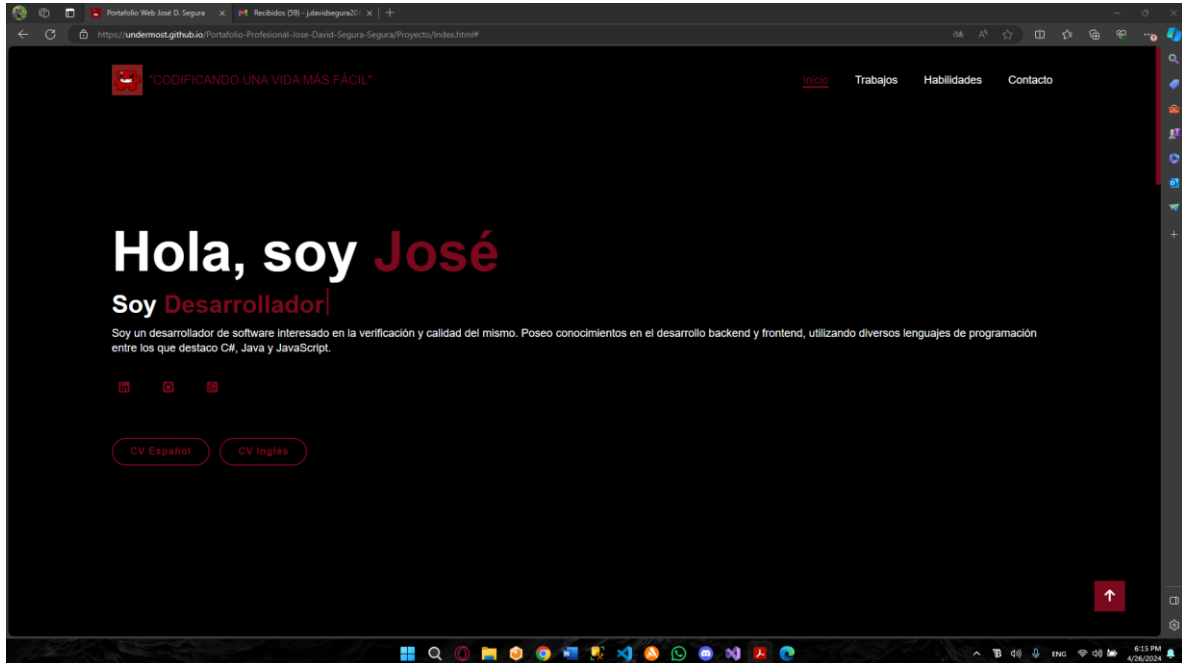 Portafolio Web José D. Segura
Recibidos (59) - j.davidsegura20
https://undermost.github.io/Portafolio-Profesional-Jose-David-Segura-Segura/Proyecto/Index.html#
"CODIFICANDO UNA VIDA MÁS FÁCIL"
Inicio Trabajos Habilidades Contacto
Hola, soy José
Soy Desarrollador
Soy un desarrollador de software interesado en la verificación y calidad del mismo. Poseo conocimientos en el desarrollo backend y frontend, utilizando diversos lenguajes de programación
entre los que destaco C#, Java y JavaScript.
CV Español CV Inglés
ENG
6:15 PM
4/26/2024